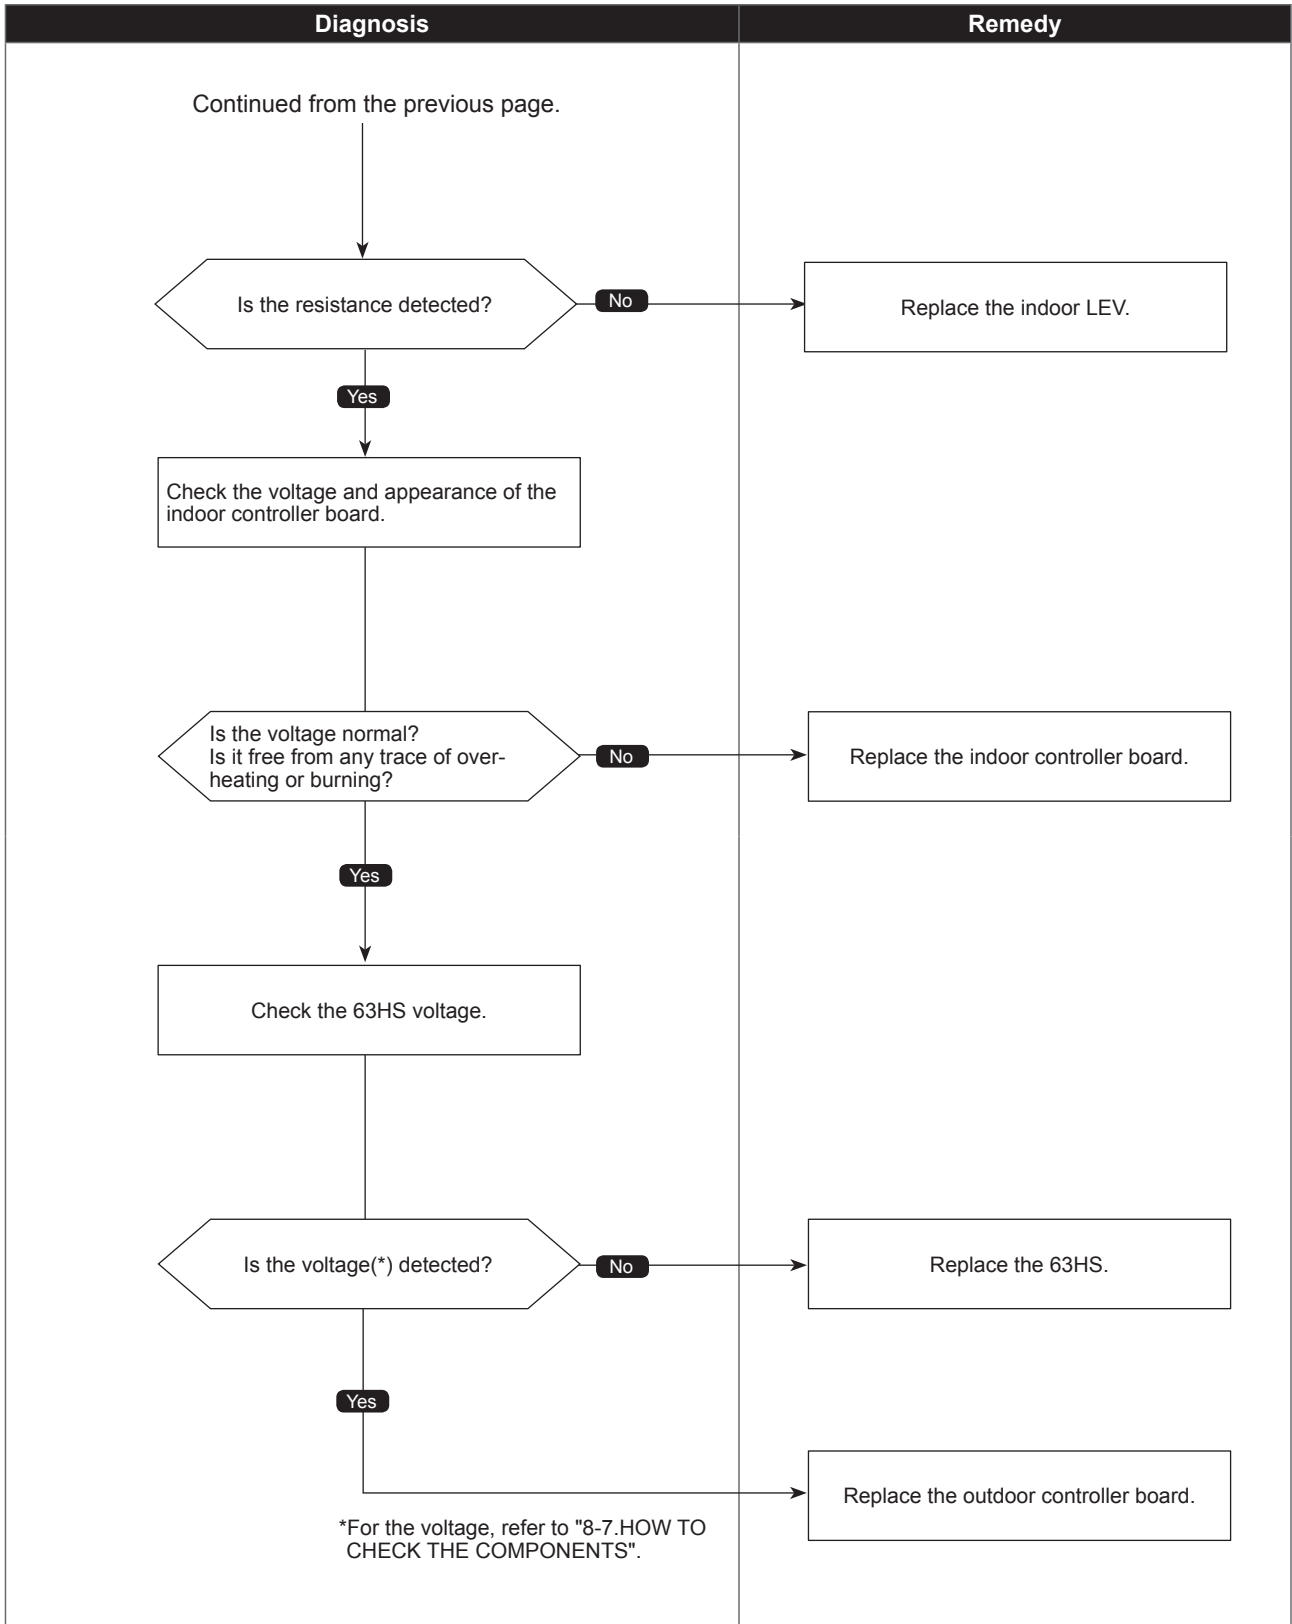 Diagnosis
Remedy
Continued from the previous page.
Is the resistance detected?
No
Replace the indoor LEV.
Yes
Check the voltage and appearance of the
indoor controller board.
Is the voltage normal?
Is it free from any trace of over-
heating or burning?
No
Replace the indoor controller board.
Yes
Check the 63HS voltage.
Is the voltage(*) detected?
No
Replace the 63HS.
Yes
Replace the outdoor controller board.
*For the voltage, refer to "8-7.HOW TO
CHECK THE COMPONENTS".